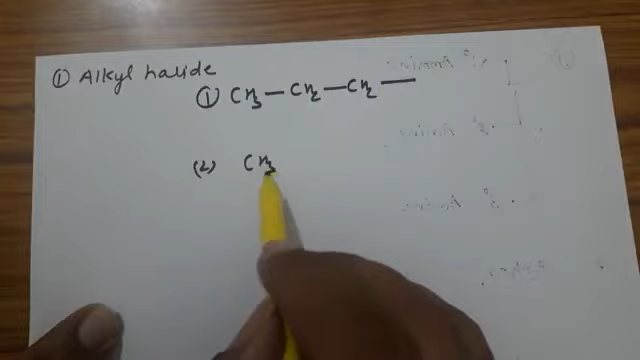 ① Alkyl halide
① CH3 — CH2 — CH2 —
(2) CH3